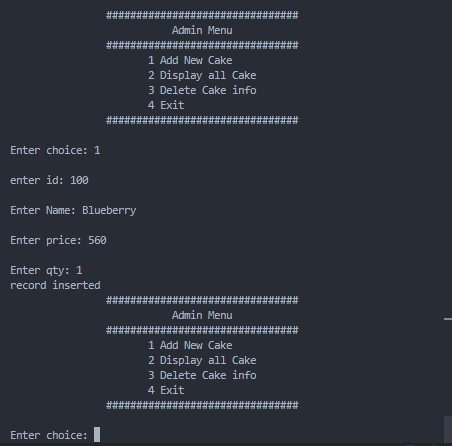 ################################
Admin Menu
################################
1 Add New Cake
2 Display all Cake
3 Delete Cake info
4 Exit
################################
Enter choice: 1
enter id: 100
Enter Name: Blueberry
Enter price: 560
Enter qty: 1
record inserted
################################
Admin Menu
################################
1 Add New Cake
2 Display all Cake
3 Delete Cake info
4 Exit
################################
Enter choice: